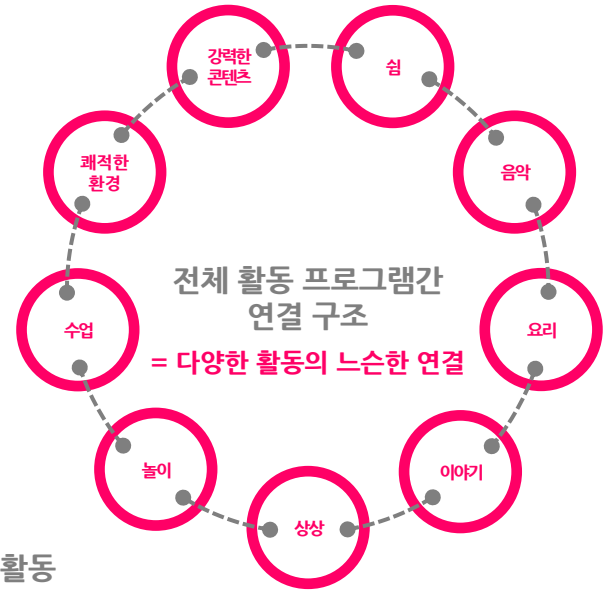 강력한
콘텐츠
쉼
쾌적한
환경
음악
전체 활동 프로그램간
연결 구조
= 다양한 활동의 느슨한 연결
수업
요리
놀이
이야기
상상
활동